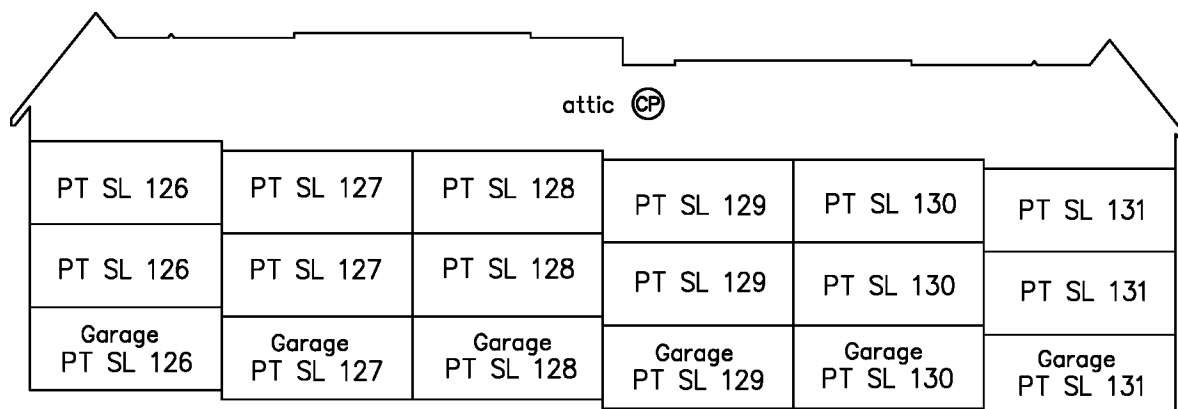 attic CP
PT SL 126 PT SL 127 PT SL 128 PT SL 129 PT SL 130 PT SL 131
PT SL 126 PT SL 127 PT SL 128 PT SL 129 PT SL 130 PT SL 131
Garage Garage Garage Garage Garage Garage
PT SL 126 PT SL 127 PT SL 128 PT SL 129 PT SL 130 PT SL 131